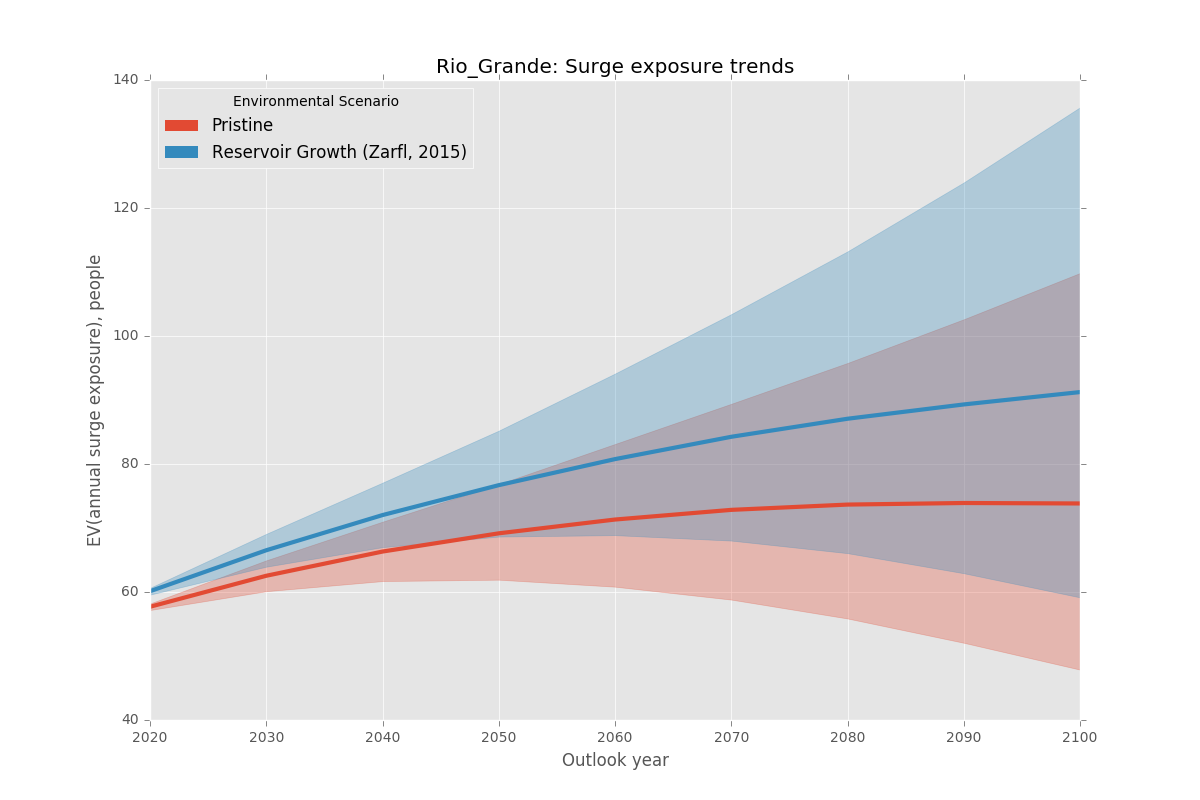 Rio_Grande: Surge exposure trends
Environmental Scenario
Pristine
Reservoir Growth (Zarfl, 2015)
EV(annual surge exposure), people
140
120
100
80
60
40
2020 2030 2040 2050 2060 2070 2080 2090 2100
Outlook year